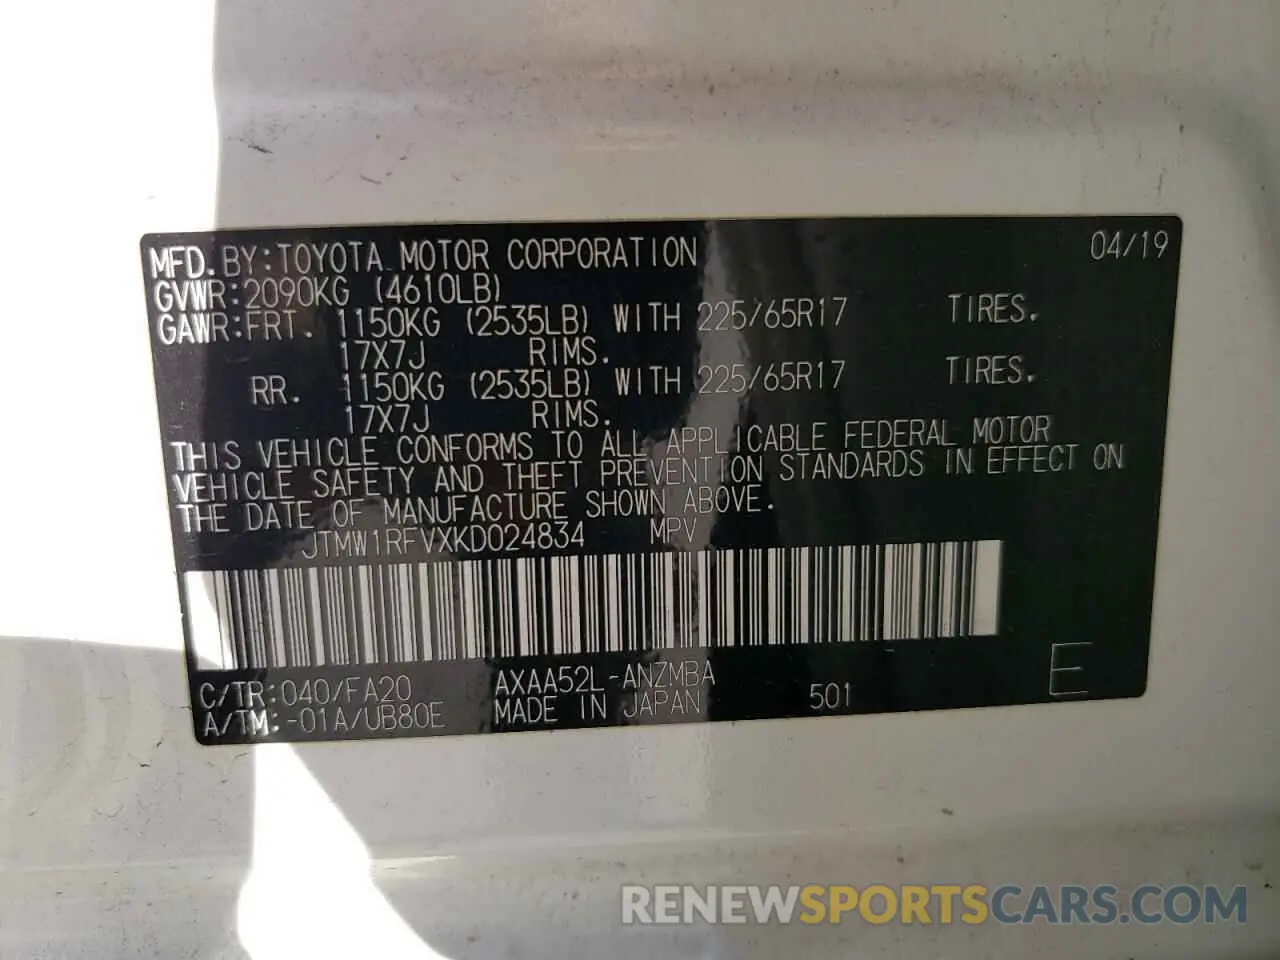 MFD. BY: TOYOTA MOTOR CORPORATION 04/19
GVWR: 2090KG (4610LB)
GAWR: FRT. 1150KG (2535LB) WITH 225/65R17 TIRES.
17X7J RIMS.
RR. 1150KG (2535LB) WITH 225/65R17 TIRES.
17X7J RIMS.
THIS VEHICLE CONFORMS TO ALL APPLICABLE FEDERAL MOTOR
VEHICLE SAFETY AND THEFT PREVENTION STANDARDS IN EFFECT ON
THE DATE OF MANUFACTURE SHOWN ABOVE.
JTMW1RFVXKD024834 MPV
C/TR: 040/FA20 AXAA52L-ANZMBA
A/TM: -01A/UB80E MADE IN JAPAN 501 E
RENEWSPORTSCARS.COM